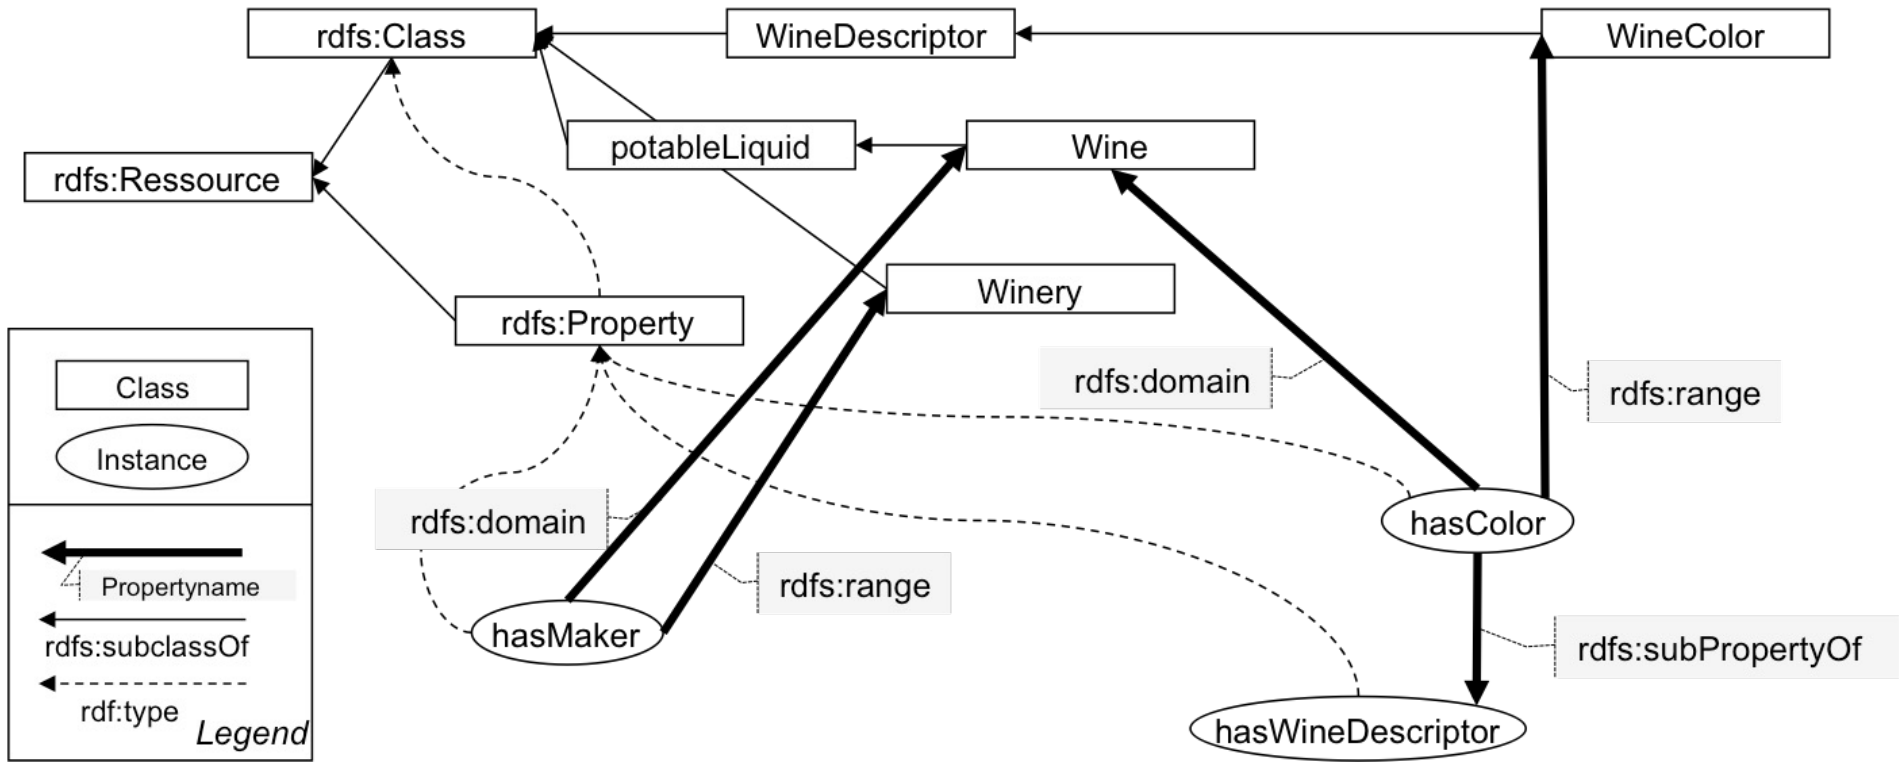 rdfs:Class
WineDescriptor
WineColor
potableLiquid
Wine
rdfs:Ressource
Winery
rdfs:Property
Class
rdfs:domain
rdfs:range
Instance
rdfs:domain
hasColor
Propertyname
rdfs:range
hasMaker
rdfs:subclassOf
rdfs:subPropertyOf
rdf:type
Legend
hasWineDescriptor